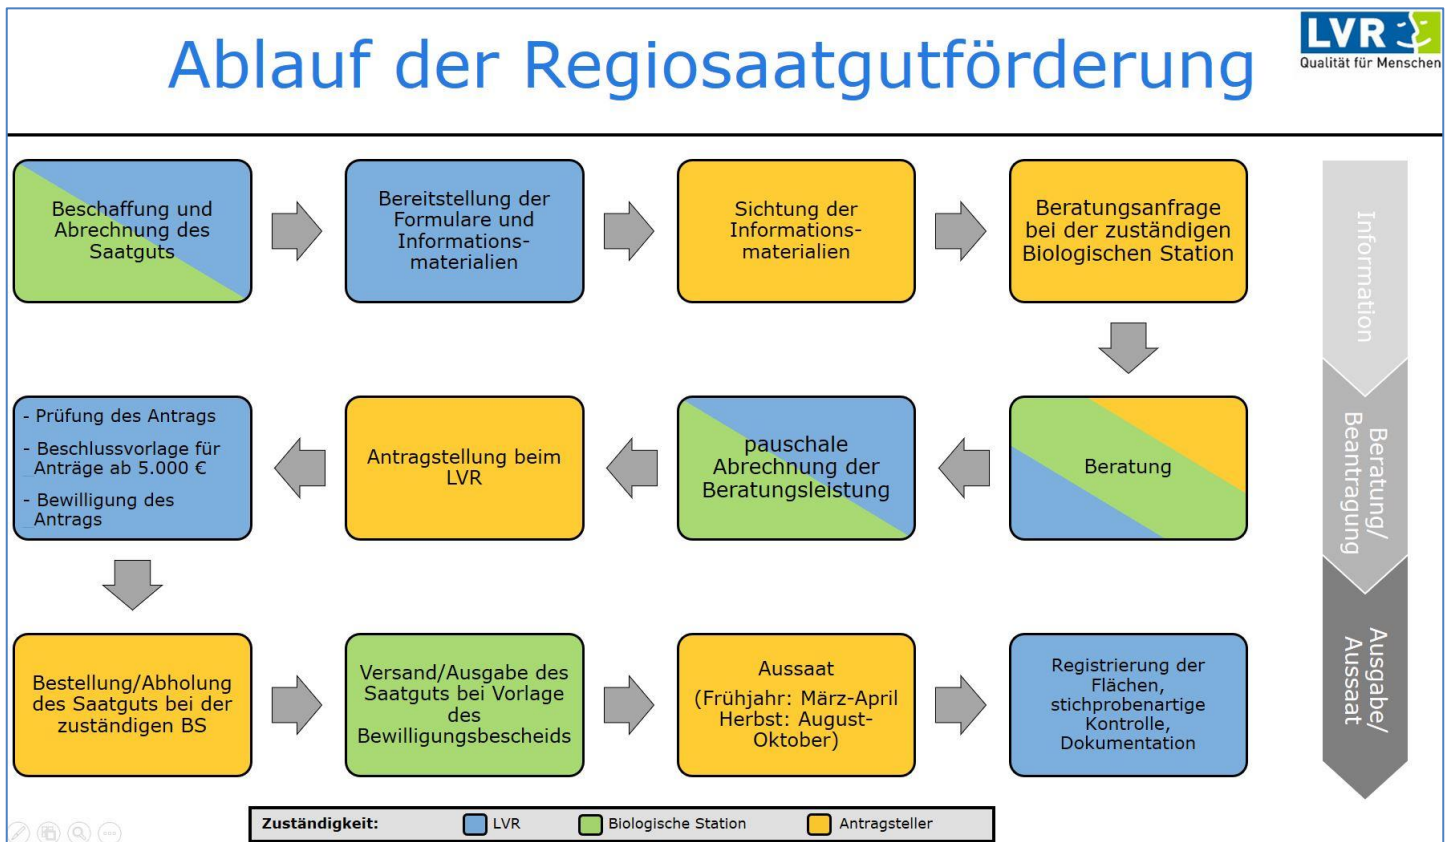 Ablauf der Regiosaatgutförderung
LVR
Qualität für Menschen
Beschaffung und
Abrechnung des
Saatguts
Bereitstellung der
Formulare und
Informations-
materialien
Sichtung der
Informations-
materialien
Beratungsanfrage
bei der zuständigen
Biologischen Station
Information
- Prüfung des Antrags
- Beschlussvorlage für
Anträge ab 5.000 €
- Bewilligung des
Antrags
Antragstellung beim
LVR
pauschale
Abrechnung der
Beratungsleistung
Beratung
Beratung/
Beantragung
Bestellung/Abholung
des Saatguts bei der
zuständigen BS
Versand/Ausgabe des
Saatguts bei Vorlage
des
Bewilligungsbescheids
Aussaat
(Frühjahr: März-April
Herbst: August-
Oktober)
Registrierung der
Flächen,
stichprobenartige
Kontrolle,
Dokumentation
Ausgabe/
Aussaat
Zuständigkeit: LVR Biologische Station Antragsteller